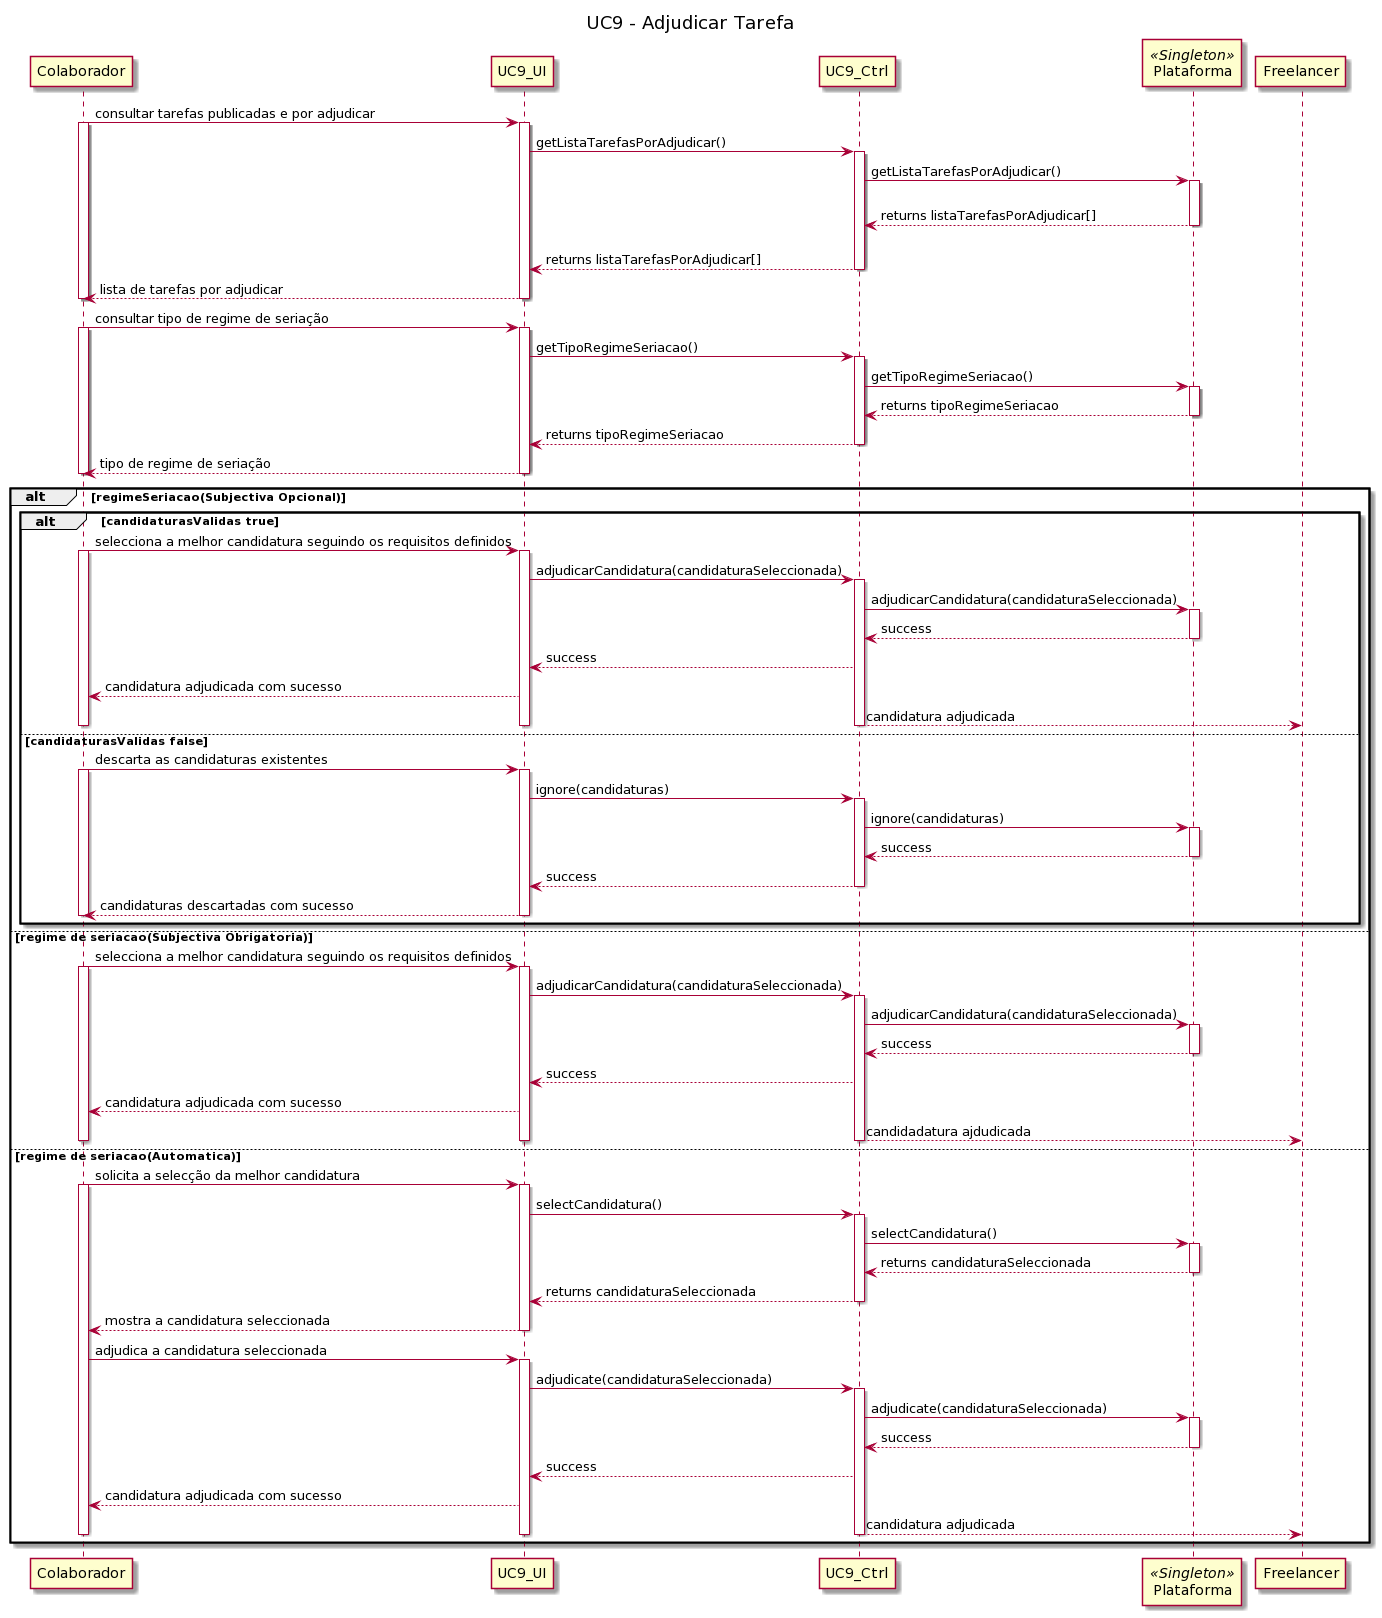 UC9 - Adjudicar Tarefa
Colaborador
UC9_UI
UC9_Ctrl
«Singleton»
Plataforma
Freelancer
consultar tarefas publicadas e por adjudicar
getListaTarefasPorAdjudicar()
getListaTarefasPorAdjudicar()
returns listaTarefasPorAdjudicar[]
returns listaTarefasPorAdjudicar[]
lista de tarefas por adjudicar
consultar tipo de regime de seriação
getTipoRegimeSeriacao()
getTipoRegimeSeriacao()
returns tipoRegimeSeriacao
returns tipoRegimeSeriacao
tipo de regime de seriação
alt [regimeSeriacao(Subjectiva Opcional)]
alt [candidaturasValidas true]
selecciona a melhor candidatura seguindo os requisitos definidos
adjudicarCandidatura(candidaturaSeleccionada)
adjudicarCandidatura(candidaturaSeleccionada)
success
success
candidatura adjudicada com sucesso
candidatura adjudicada
[candidaturasValidas false]
descarta as candidaturas existentes
ignore(candidaturas)
ignore(candidaturas)
success
success
candidaturas descartadas com sucesso
[regime de seriacao(Subjectiva Obrigatoria)]
selecciona a melhor candidatura seguindo os requisitos definidos
adjudicarCandidatura(candidaturaSeleccionada)
adjudicarCandidatura(candidaturaSeleccionada)
success
success
candidatura adjudicada com sucesso
candidadatura ajdudicada
[regime de seriacao(Automatica)]
solicita a selecção da melhor candidatura
selectCandidatura()
selectCandidatura()
returns candidaturaSeleccionada
returns candidaturaSeleccionada
mostra a candidatura seleccionada
adjudica a candidatura seleccionada
adjudicate(candidaturaSeleccionada)
adjudicate(candidaturaSeleccionada)
success
success
candidatura adjudicada com sucesso
candidatura adjudicada
Colaborador
UC9_UI
UC9_Ctrl
«Singleton»
Plataforma
Freelancer